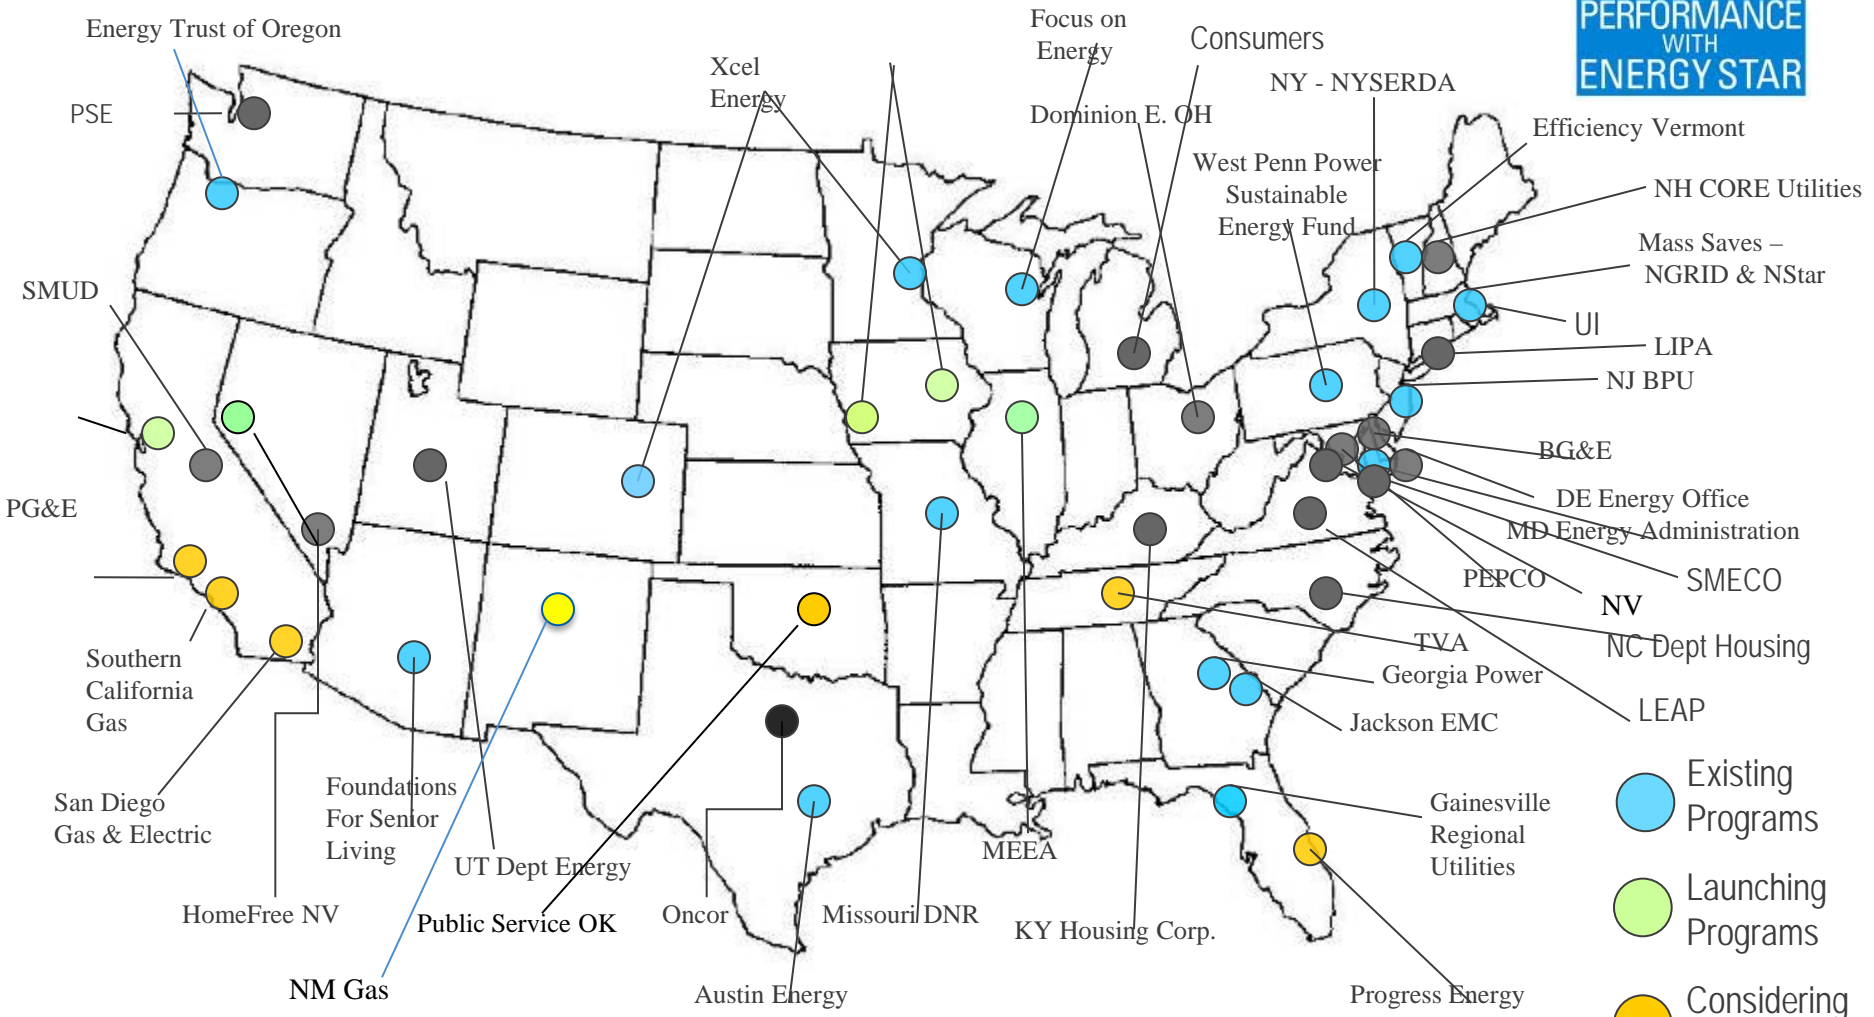 PERFORMANCE
WITH
ENERGY STAR
Energy Trust of Oregon
Focus on
Energy
Consumers
Xcel
Energy
NY - NYSERDA
PSE
Dominion E. OH
Efficiency Vermont
West Penn Power
Sustainable
Energy Fund
NH CORE Utilities
Mass Saves –
NGRID & NStar
SMUD
UI
LIPA
NJ BPU
BG&E
PG&E
DE Energy Office
MD Energy Administration
PEPCO
SMECO
NV
TVA
NC Dept Housing
Southern
California
Gas
Georgia Power
LEAP
Jackson EMC
Existing
Programs
San Diego
Gas & Electric
Foundations
For Senior
Living
Gainesville
Regional
Utilities
MEEA
UT Dept Energy
Launching
Programs
HomeFree NV
Public Service OK
Oncor
Missouri DNR
KY Housing Corp.
NM Gas
Austin Energy
Progress Energy
Considering